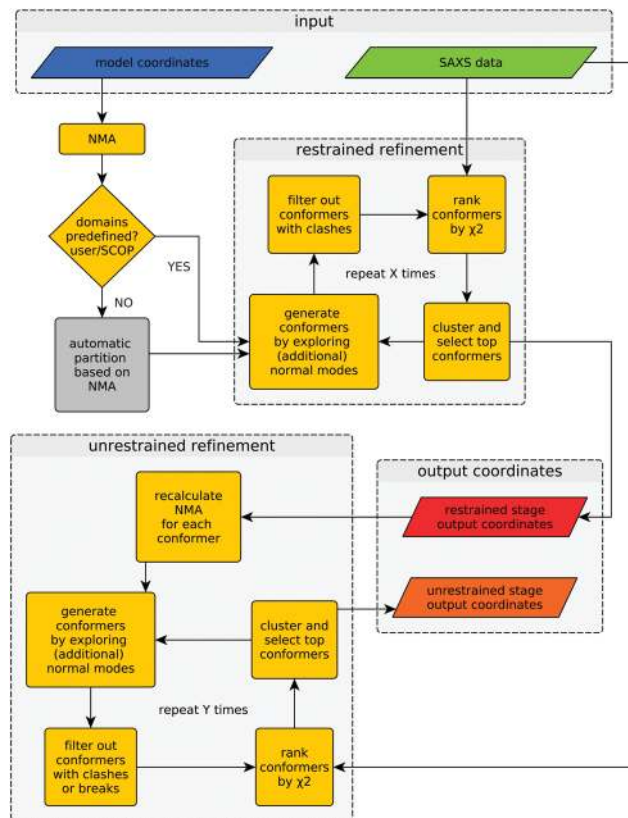 input
model coordinates
SAXS data
NMA
domains
predefined?
user/SCOP
YES
NO
automatic
partition
based on
NMA
restrained refinement
filter out
conformers
with clashes
rank
conformers
by χ2
repeat X times
generate
conformers
by exploring
(additional)
normal modes
cluster and
select top
conformers
unrestrained refinement
recalculate
NMA
for each
conformer
generate
conformers
by exploring
(additional)
normal modes
cluster and
select top
conformers
repeat Y times
filter out
conformers
with clashes
or breaks
rank
conformers
by χ2
output coordinates
restrained stage
output coordinates
unrestrained stage
output coordinates